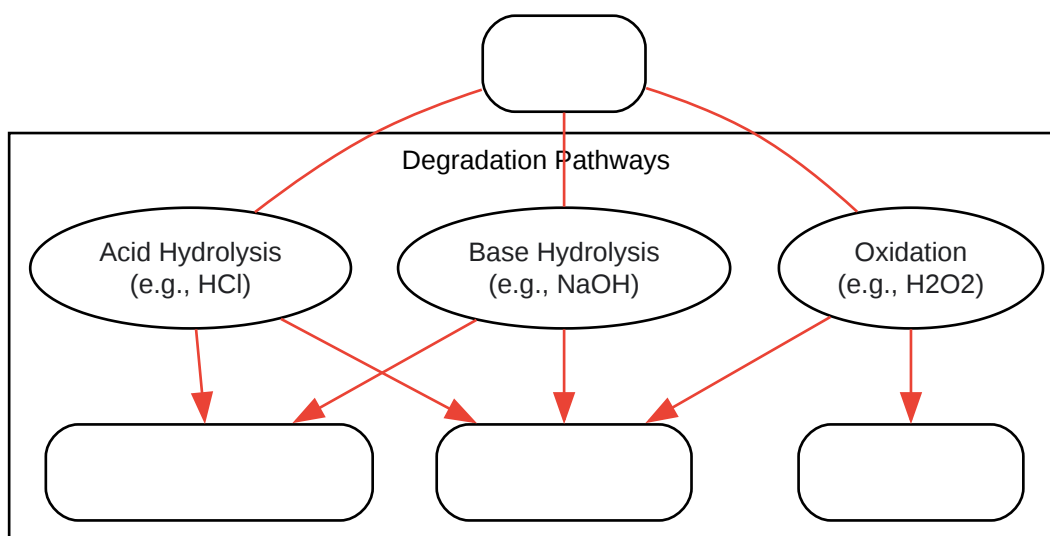 Degradation Pathways
Acid Hydrolysis
(e.g., HCl)
Base Hydrolysis
(e.g., NaOH)
Oxidation
(e.g., H2O2)